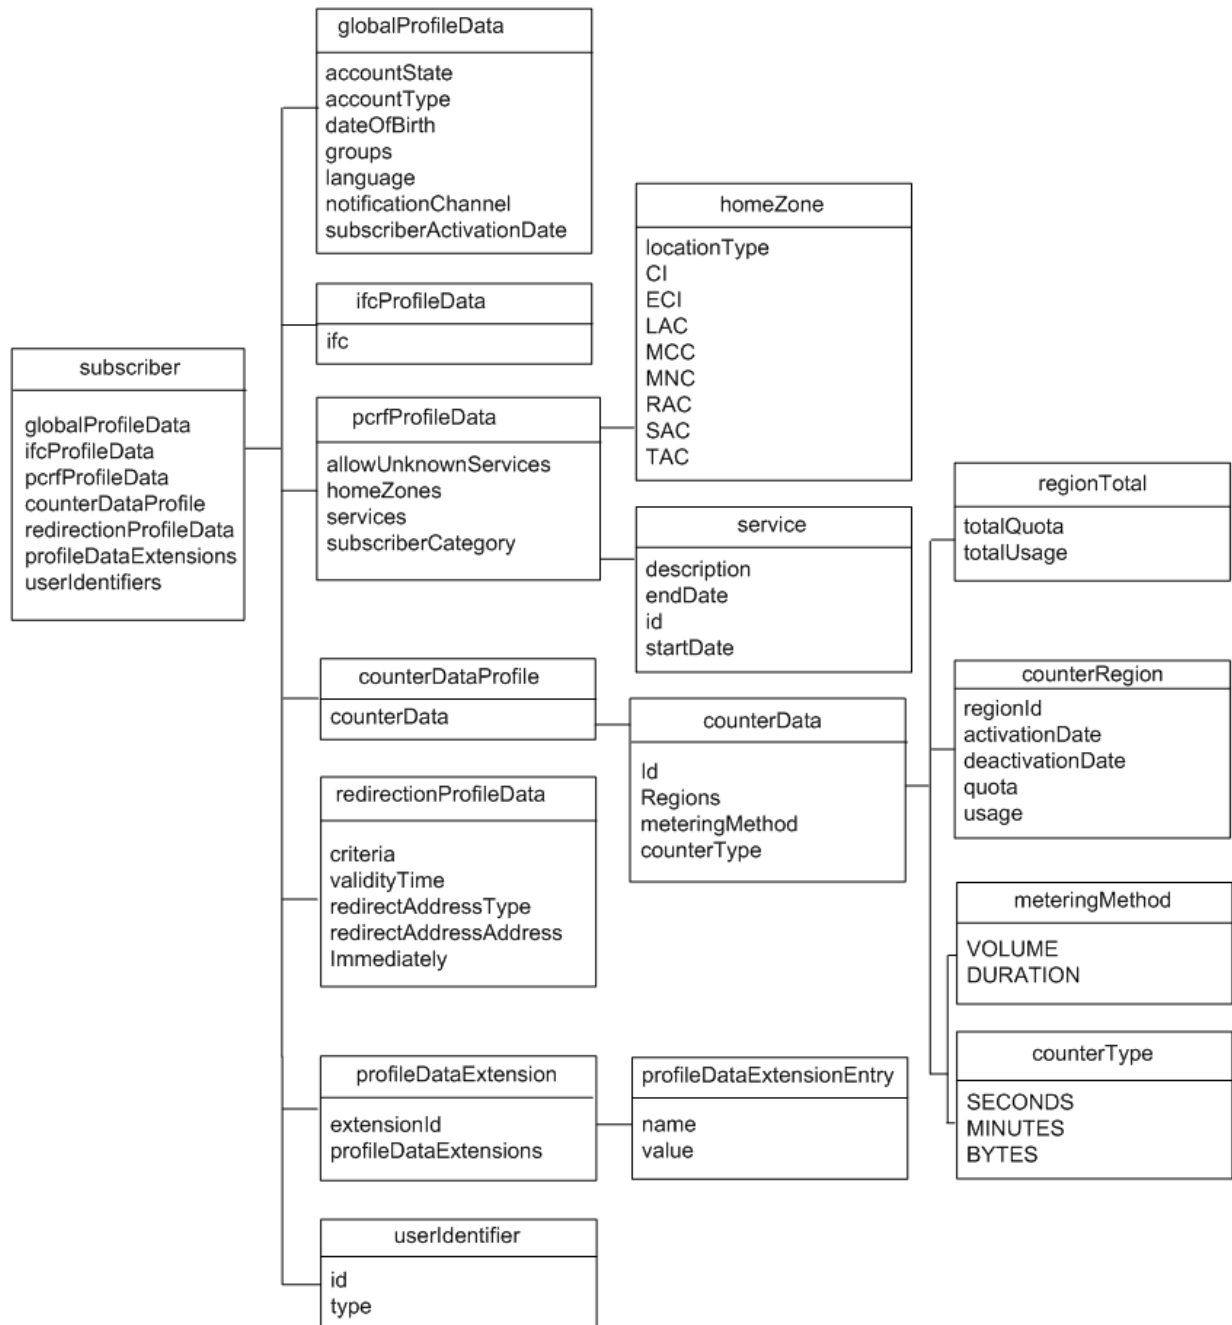 globalProfileData
accountState
accountType
dateOfBirth
groups
language
notificationChannel
subscriberActivationDate
ifcProfileData
ifc
subscriber
globalProfileData
ifcProfileData
pcrfProfileData
counterDataProfile
redirectionProfileData
profileDataExtensions
userIdentifiers
pcrfProfileData
allowUnknownServices
homeZones
services
subscriberCategory
homeZone
locationType
CI
ECI
LAC
MCC
MNC
RAC
SAC
TAC
service
description
endDate
id
startDate
counterDataProfile
counterData
counterData
Id
Regions
meteringMethod
counterType
regionTotal
totalQuota
totalUsage
counterRegion
regionId
activationDate
deactivationDate
quota
usage
meteringMethod
VOLUME
DURATION
counterType
SECONDS
MINUTES
BYTES
redirectionProfileData
criteria
validityTime
redirectAddressType
redirectAddressAddress
Immediately
profileDataExtension
extensionId
profileDataExtensions
profileDataExtensionEntry
name
value
userIdentifier
id
type